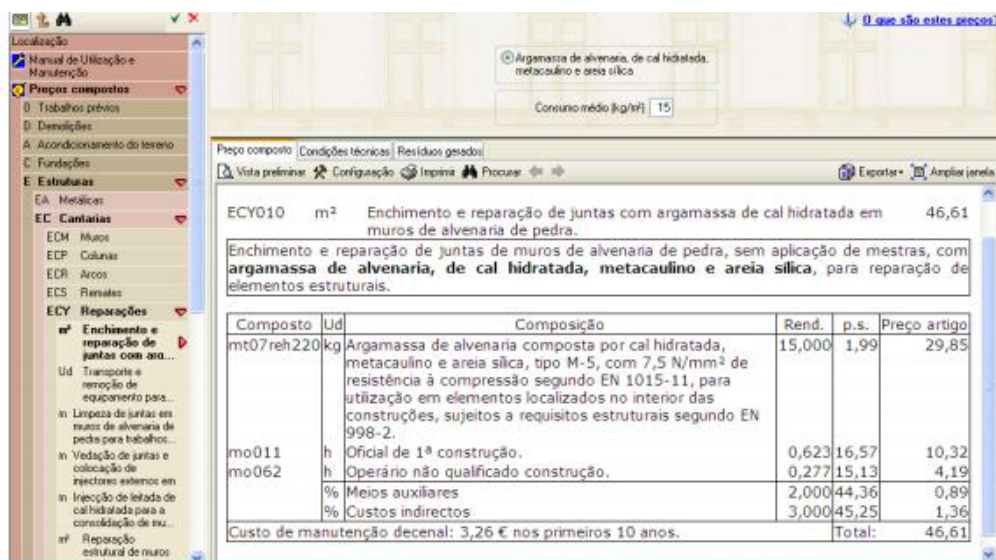 O que são estes preços?
Localização
Manual de Utilização e
Manutenção
Preços compostos
0 Trabalhos prévios
D Demolições
A Acondicionamento do terreno
C Fundações
E Estruturas
EA Metálicas
EC Cantarias
ECM Muros
ECP Colunas
ECR Arcos
ECS Remates
ECY Reparações
m² Enchimento e
reparação de
juntas com arg...
Ud Transporte e
remoção de
equipamento para...
m Limpeza de juntas em
muros de alvenaria de
pedra para trabalhos...
m Vedação de juntas e
colocação de
injectores externos em
m Injecção de leitada de
cal hidratada para a
consolidação de mu...
m² Reparação
estrutural de muros
Argamassa de alvenaria, de cal hidratada,
metacaulino e areia sílica
Consumo médio (kg/m²) 15
Preço composto Condições técnicas Resíduos gerados
Vista preliminar Configuração Imprimir Procurar Exportar Ampliar janela
ECY010 m² Enchimento e reparação de juntas com argamassa de cal hidratada em 46,61
muros de alvenaria de pedra.
Enchimento e reparação de juntas de muros de alvenaria de pedra, sem aplicação de mestras, com
argamassa de alvenaria, de cal hidratada, metacaulino e areia sílica, para reparação de
elementos estruturais.
Composto Ud Composição Rend. p.s. Preço artigo
mt07reh220 kg Argamassa de alvenaria composta por cal hidratada, 15,000 1,99 29,85
metacaulino e areia sílica, tipo M-5, com 7,5 N/mm² de
resistência à compressão segundo EN 1015-11, para
utilização em elementos localizados no interior das
construções, sujeitos a requisitos estruturais segundo EN
998-2.
mo011 h Oficial de 1ª construção. 0,623 16,57 10,32
mo062 h Operário não qualificado construção. 0,277 15,13 4,19
% Meios auxiliares 2,000 44,36 0,89
% Custos indirectos 3,000 45,25 1,36
Custo de manutenção decenal: 3,26 € nos primeiros 10 anos. Total: 46,61